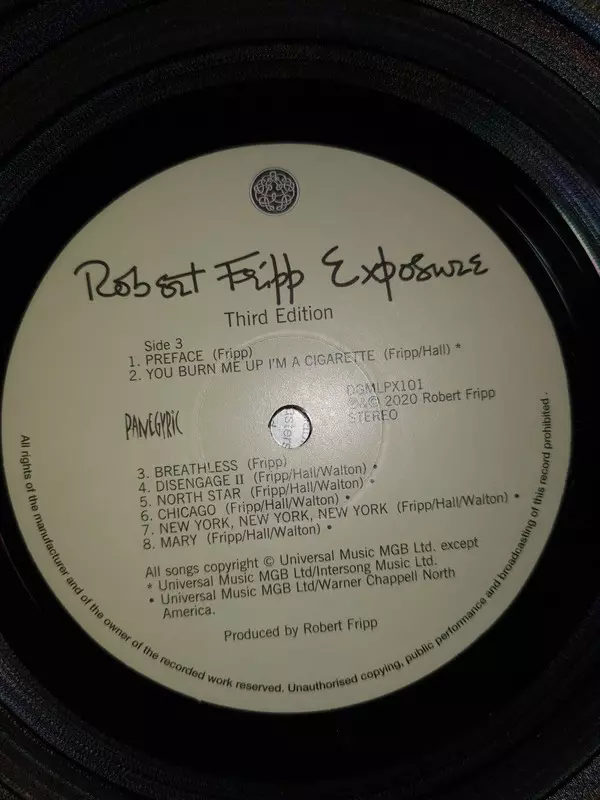 Robert Fripp Exposure
Third Edition
Side 3
1. PREFACE (Fripp)
2. YOU BURN ME UP I'M A CIGARETTE (Fripp/Hall) *
PANEGYRIC
DGMLPX101
℗ © 2020 Robert Fripp
STEREO
3. BREATHLESS (Fripp)
4. DISENGAGE II (Fripp/Hall/Walton) •
5. NORTH STAR (Fripp/Hall/Walton) •
6. CHICAGO (Fripp/Hall/Walton) •
7. NEW YORK, NEW YORK, NEW YORK (Fripp/Hall/Walton) •
8. MARY (Fripp/Hall/Walton) •
All songs copyright © Universal Music MGB Ltd. except
* Universal Music MGB Ltd/Intersong Music Ltd.
• Universal Music MGB Ltd/Warner Chappell North
America.
Produced by Robert Fripp
All rights of the manufacturer and of the owner of the recorded work reserved. Unauthorised copying, public performance and broadcasting of this record prohibited.